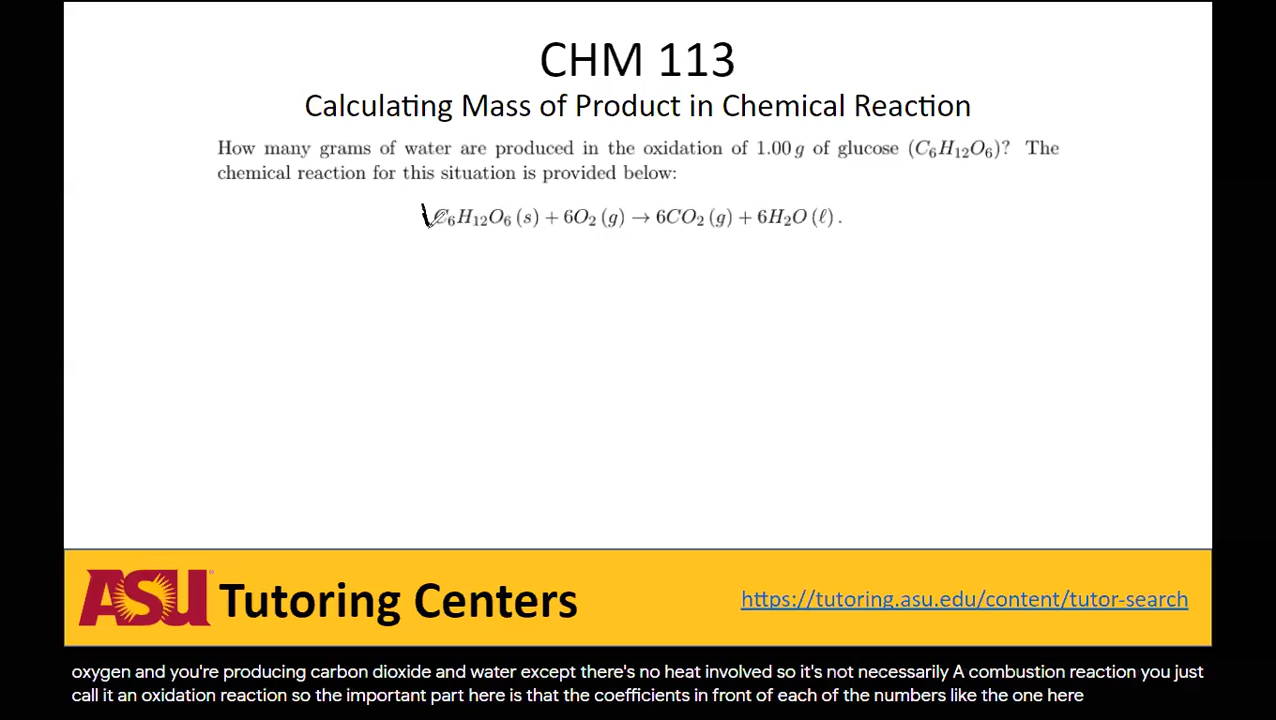 CHM 113
Calculating Mass of Product in Chemical Reaction
How many grams of water are produced in the oxidation of 1.00 g of glucose (C₆H₁₂O₆)? The
chemical reaction for this situation is provided below:
\C₆H₁₂O₆ (s) + 6O₂ (g) → 6CO₂ (g) + 6H₂O (ℓ).
ASU Tutoring Centers
https://tutoring.asu.edu/content/tutor-search
oxygen and you're producing carbon dioxide and water except there's no heat involved so it's not necessarily A combustion reaction you just
call it an oxidation reaction so the important part here is that the coefficients in front of each of the numbers like the one here